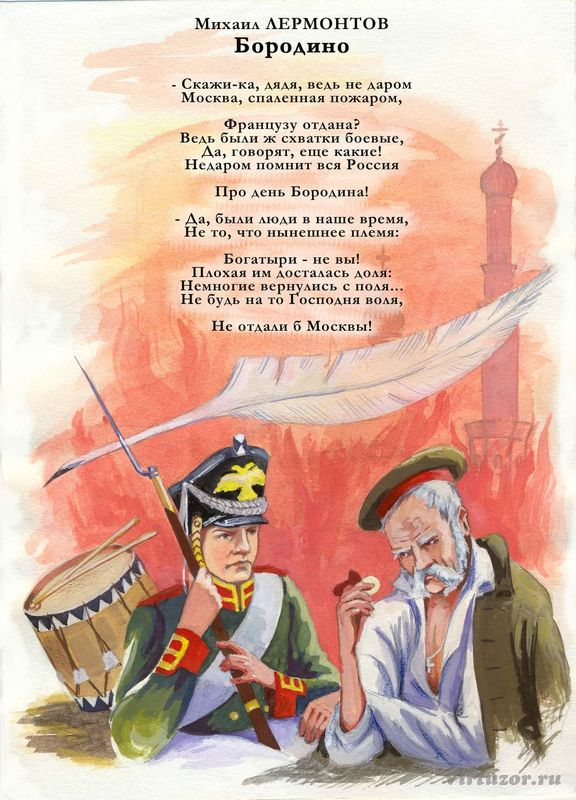 Михаил ЛЕРМОНТОВ
Бородино
- Скажи-ка, дядя, ведь не даром
Москва, спаленная пожаром,
Французу отдана?
Ведь были ж схватки боевые,
Да, говорят, еще какие!
Недаром помнит вся Россия
Про день Бородина!
- Да, были люди в наше время,
Не то, что нынешнее племя:
Богатыри - не вы!
Плохая им досталась доля:
Немногие вернулись с поля...
Не будь на то Господня воля,
Не отдали б Москвы!
virtuzor.ru